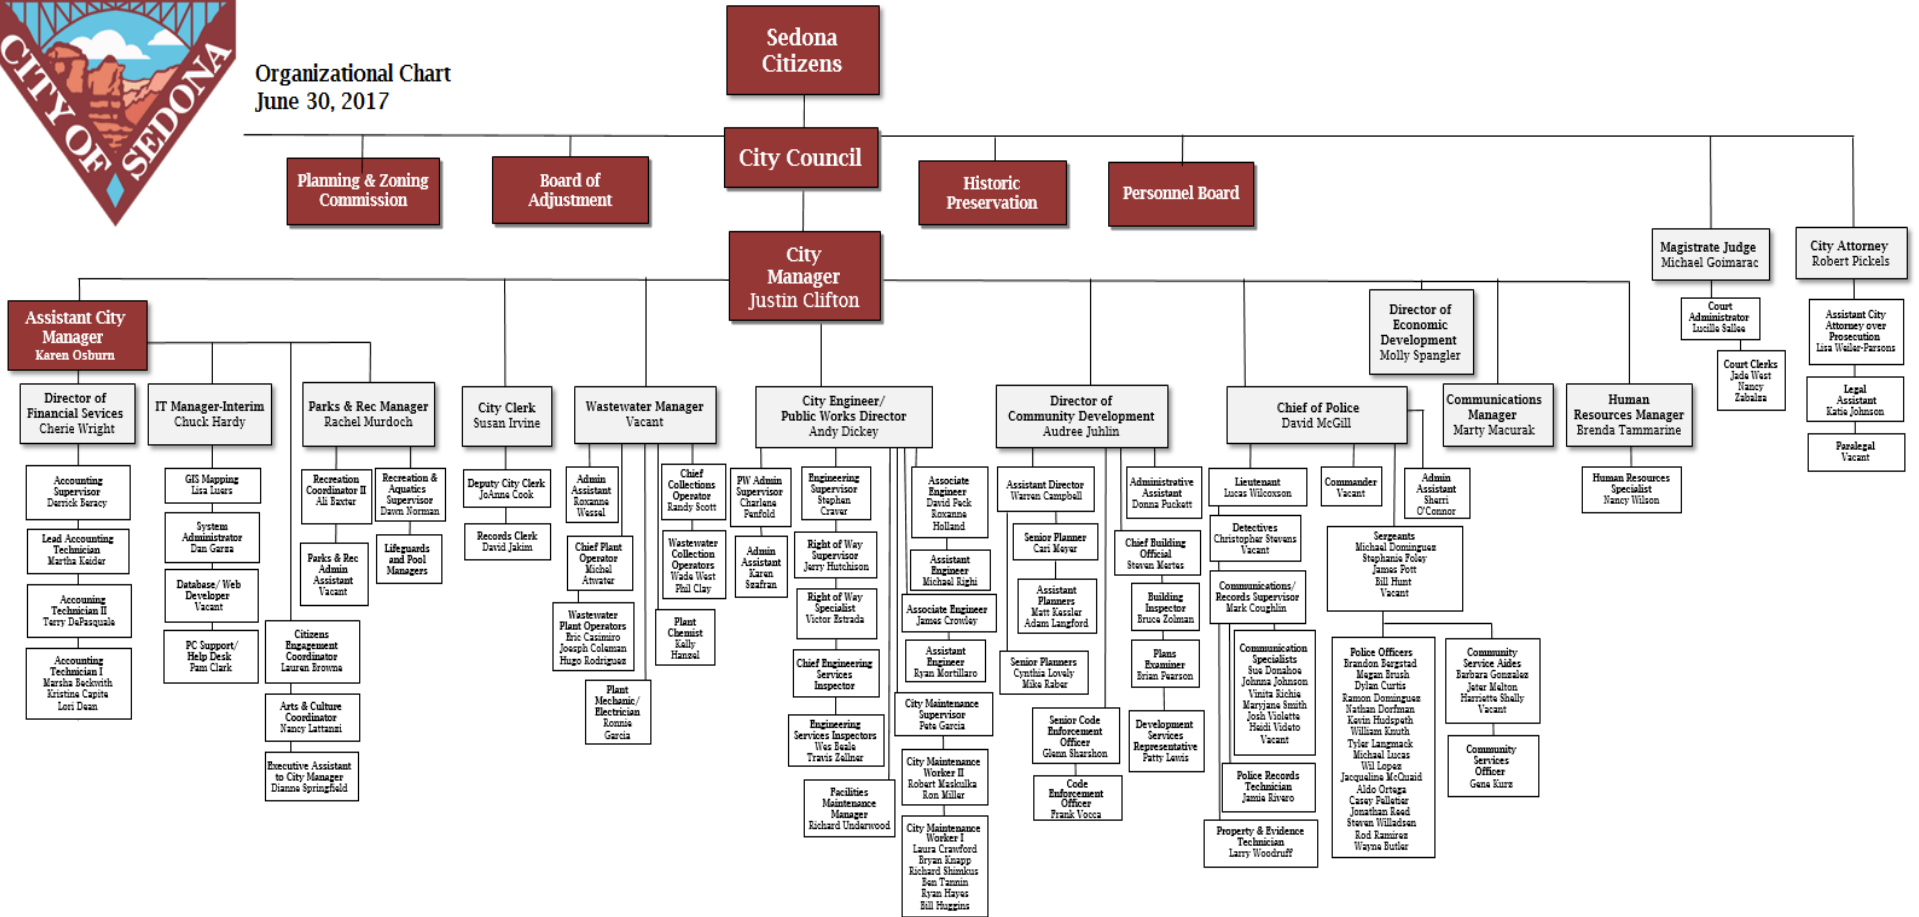 CITY OF SEDONA
Organizational Chart
June 30, 2017
Sedona
Citizens
City Council
Planning & Zoning
Commission
Board of
Adjustment
Historic
Preservation
Personnel Board
City
Manager
Justin Clifton
Magistrate Judge
Michael Goimarac
City Attorney
Robert Pickels
Court
Administrator
Lucille Sallee
Court Clerks
Jade West
Nancy
Zabalza
Assistant City
Attorney over
Prosecution
Lisa Weiler-Parsons
Legal
Assistant
Katie Johnson
Paralegal
Vacant
Assistant City
Manager
Karen Osburn
Director of
Financial Sevices
Cherie Wright
Accounting
Supervisor
Derrick Beracy
Lead Accounting
Technician
Martha Keider
Accouning
Technician II
Terry DePasquale
Accounting
Technician I
Marsha Beckwith
Kristine Capite
Lori Dean
IT Manager-Interim
Chuck Hardy
GIS Mapping
Lisa Luers
System
Administrator
Dan Garza
Database/ Web
Developer
Vacant
PC Support/
Help Desk
Pam Clark
Citizens
Engagement
Coordinator
Lauren Browne
Arts & Culture
Coordinator
Nancy Lattanzi
Executive Assistant
to City Manager
Dianne Springfield
Parks & Rec Manager
Rachel Murdoch
Recreation
Coordinator II
Ali Baxter
Parks & Rec
Admin
Assistant
Vacant
Recreation &
Aquatics
Supervisor
Dawn Norman
Lifeguards
and Pool
Managers
City Clerk
Susan Irvine
Deputy City Clerk
JoAnne Cook
Records Clerk
David Jakim
Wastewater Manager
Vacant
Admin
Assistant
Roxanne
Wessel
Chief Plant
Operator
Michel
Atwater
Wastewater
Plant Operators
Eric Casimiro
Joesph Coleman
Hugo Rodriguez
Plant
Mechanic/
Electrician
Ronnie
Garcia
Chief
Collections
Operator
Randy Scott
Wastewater
Collection
Operators
Wade West
Phil Clay
Plant
Chemist
Kelly
Hanzel
City Engineer/
Public Works Director
Andy Dickey
PW Admin
Supervisor
Charlene
Penfold
Admin
Assistant
Karen
Szafran
Engineering
Supervisor
Stephen
Craver
Right of Way
Supervisor
Jerry Hutchison
Right of Way
Specialist
Victor Estrada
Chief Engineering
Services
Inspector
Engineering
Services Inspectors
Wes Beale
Travis Zellner
Facilities
Maintenance
Manager
Richard Underwood
Associate
Engineer
David Peck
Roxanne
Holland
Assistant
Engineer
Michael Righi
Associate Engineer
James Crowley
Assistant
Engineer
Ryan Mortillaro
City Maintenance
Supervisor
Pete Garcia
City Maintenance
Worker II
Robert Maskulka
Ron Miller
City Maintenance
Worker I
Laura Crawford
Bryan Knapp
Richard Shimkus
Ben Tannin
Ryan Hayes
Bill Huggins
Director of
Community Development
Audree Juhlin
Assistant Director
Warren Campbell
Senior Planner
Cari Meyer
Assistant
Planners
Matt Kessler
Adam Langford
Senior Planners
Cynthia Lovely
Mike Raber
Senior Code
Enforcement
Officer
Glenn Sharshon
Code
Enforcement
Officer
Frank Vocca
Administrative
Assistant
Donna Puckett
Chief Building
Official
Steven Mertes
Building
Inspector
Bruce Zolman
Plans
Examiner
Brian Pearson
Development
Services
Representative
Patty Lewis
Chief of Police
David McGill
Lieutenant
Lucas Wilcoxson
Detectives
Christopher Stevens
Vacant
Communications/
Records Supervisor
Mark Coughlin
Communication
Specialists
Sue Donahoe
Johnna Johnson
Vinita Richie
Maryjane Smith
Josh Violette
Heidi Videto
Vacant
Police Records
Technician
Jamie Rivero
Property & Evidence
Technician
Larry Woodruff
Commander
Vacant
Admin
Assistant
Sherri
O'Connor
Sergeants
Michael Dominguez
Stephanie Foley
James Pott
Bill Hunt
Vacant
Police Officers
Brandon Bergstad
Megan Brush
Dylan Curtis
Ramon Dominguez
Nathan Dorfman
Kevin Hudspeth
William Knuth
Tyler Langmack
Michael Lucas
Wil Lopez
Jacqueline McQuaid
Aldo Ortega
Casey Pelletier
Jonathan Reed
Steven Willadsen
Rod Ramirez
Wayne Butler
Community
Service Aides
Barbara Gonzalez
Jeter Melton
Harriette Shelly
Vacant
Community
Services
Officer
Gene Kurz
Director of
Economic
Development
Molly Spangler
Communications
Manager
Marty Macurak
Human
Resources Manager
Brenda Tammarine
Human Resources
Specialist
Nancy Wilson